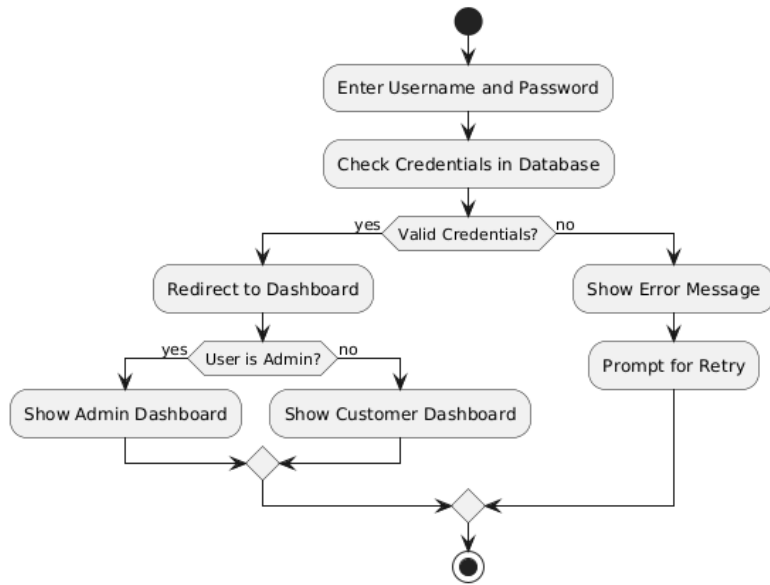 Enter Username and Password
Check Credentials in Database
yes
Valid Credentials?
no
Redirect to Dashboard
Show Error Message
yes
User is Admin?
no
Prompt for Retry
Show Admin Dashboard
Show Customer Dashboard